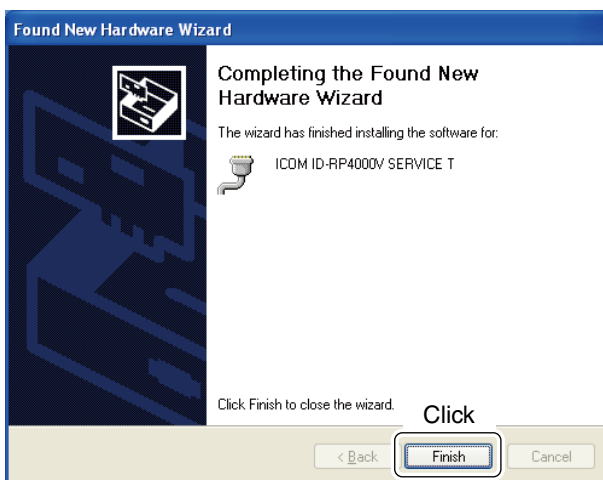 Found New Hardware Wizard
Completing the Found New
Hardware Wizard
The wizard has finished installing the software for:
ICOM ID-RP4000V SERVICE T
Click Finish to close the wizard.
Click
< Back
Finish
Cancel